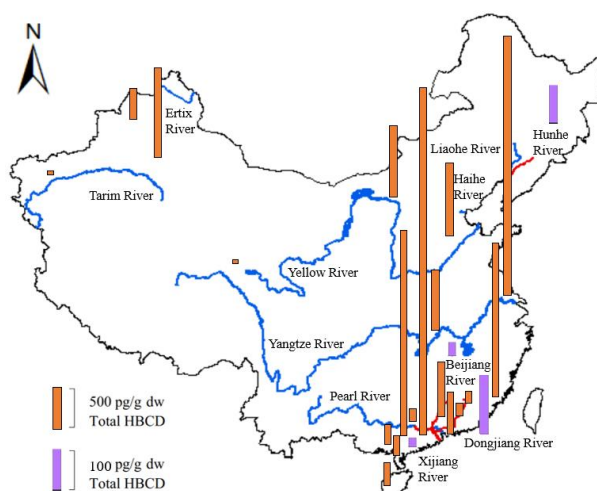 N
Ertix
River
Liaohe River
Hunhe
River
Haihe
River
Tarim River
Yellow River
Yangtze River
Beijiang
River
Pearl River
500 pg/g dw
Total HBCD
Dongjiang River
Xijiang
River
100 pg/g dw
Total HBCD